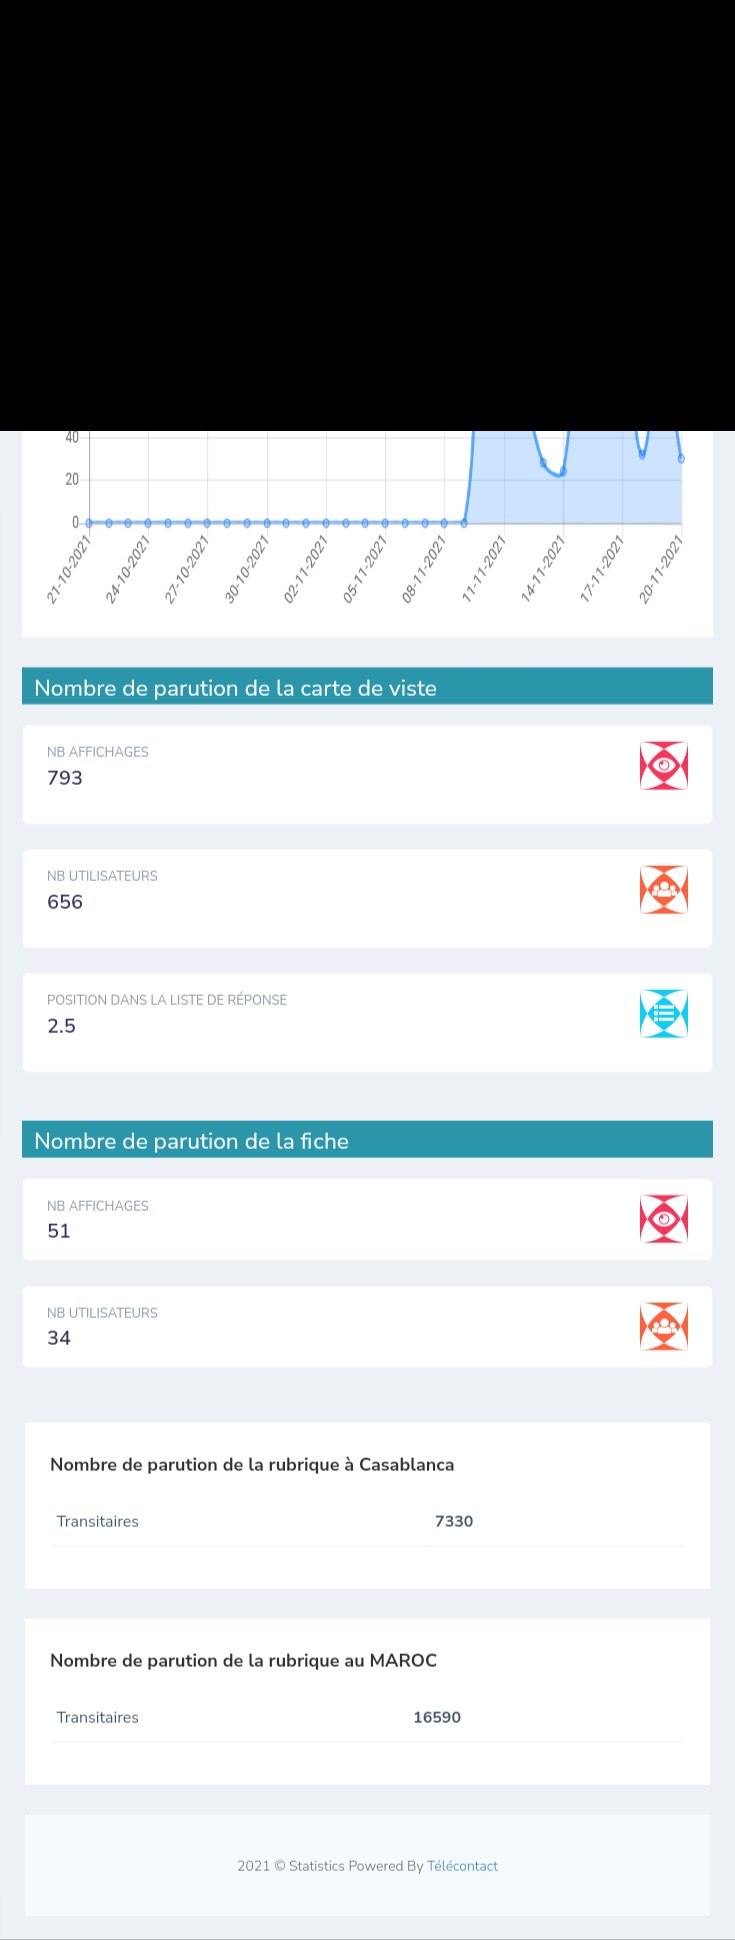 40
20
0
21-10-2021
24-10-2021
27-10-2021
30-10-2021
02-11-2021
05-11-2021
08-11-2021
11-11-2021
14-11-2021
17-11-2021
20-11-2021
Nombre de parution de la carte de viste
NB AFFICHAGES
793
NB UTILISATEURS
656
POSITION DANS LA LISTE DE RÉPONSE
2.5
Nombre de parution de la fiche
NB AFFICHAGES
51
NB UTILISATEURS
34
Nombre de parution de la rubrique à Casablanca
Transitaires 7330
Nombre de parution de la rubrique au MAROC
Transitaires 16590
2021 © Statistics Powered By Télécontact